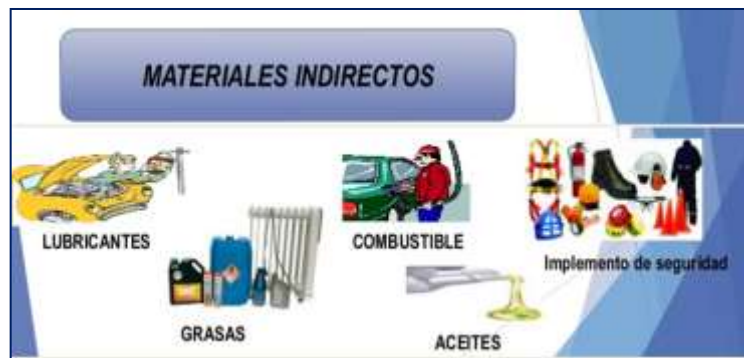 MATERIALES INDIRECTOS
LUBRICANTES
COMBUSTIBLE
Implemento de seguridad
GRASAS
ACEITES